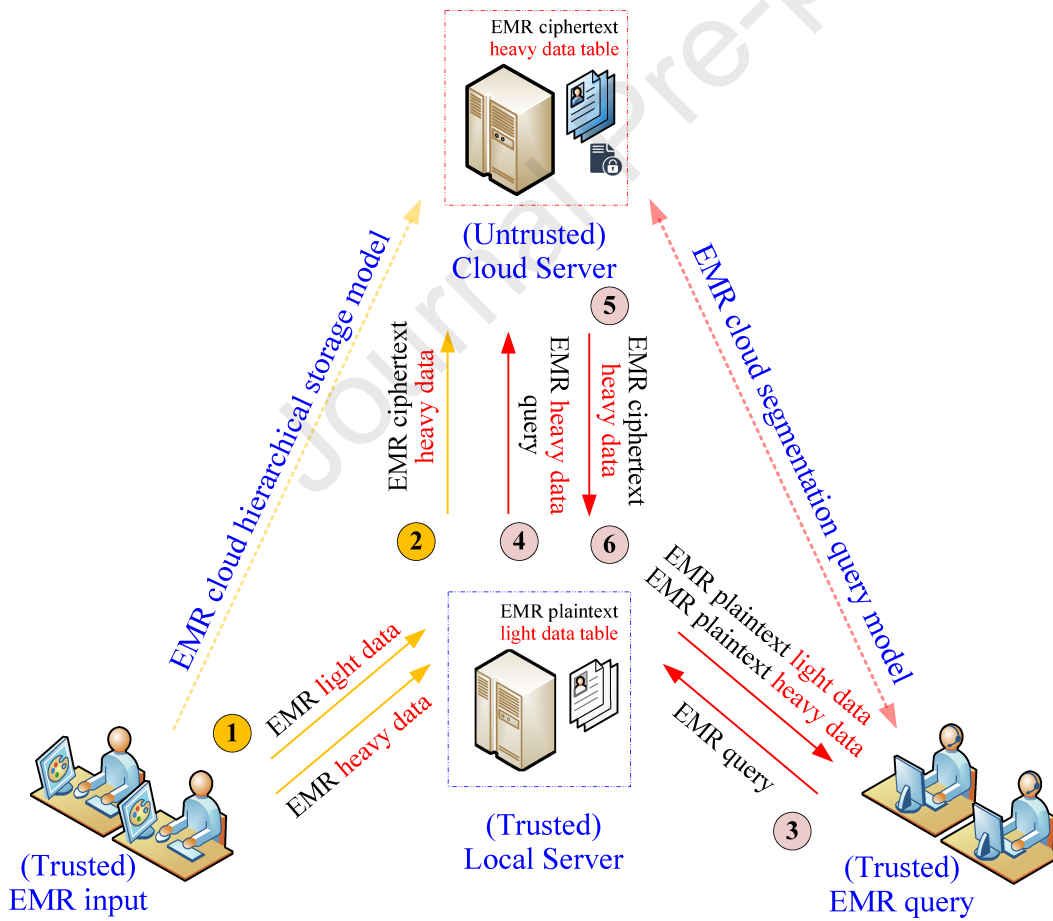 EMR ciphertext
heavy data table
Journal Pre-p
(Untrusted)
Cloud Server
EMR cloud hierarchical storage model
EMR cloud segmentation query model
5
EMR ciphertext
heavy data
query
EMR heavy data
EMR ciphertext
heavy data
2
4
6
EMR plaintext
light data table
EMR plaintext light data
EMR plaintext heavy data
1
EMR light data
EMR heavy data
EMR query
3
(Trusted)
Local Server
(Trusted)
EMR input
(Trusted)
EMR query